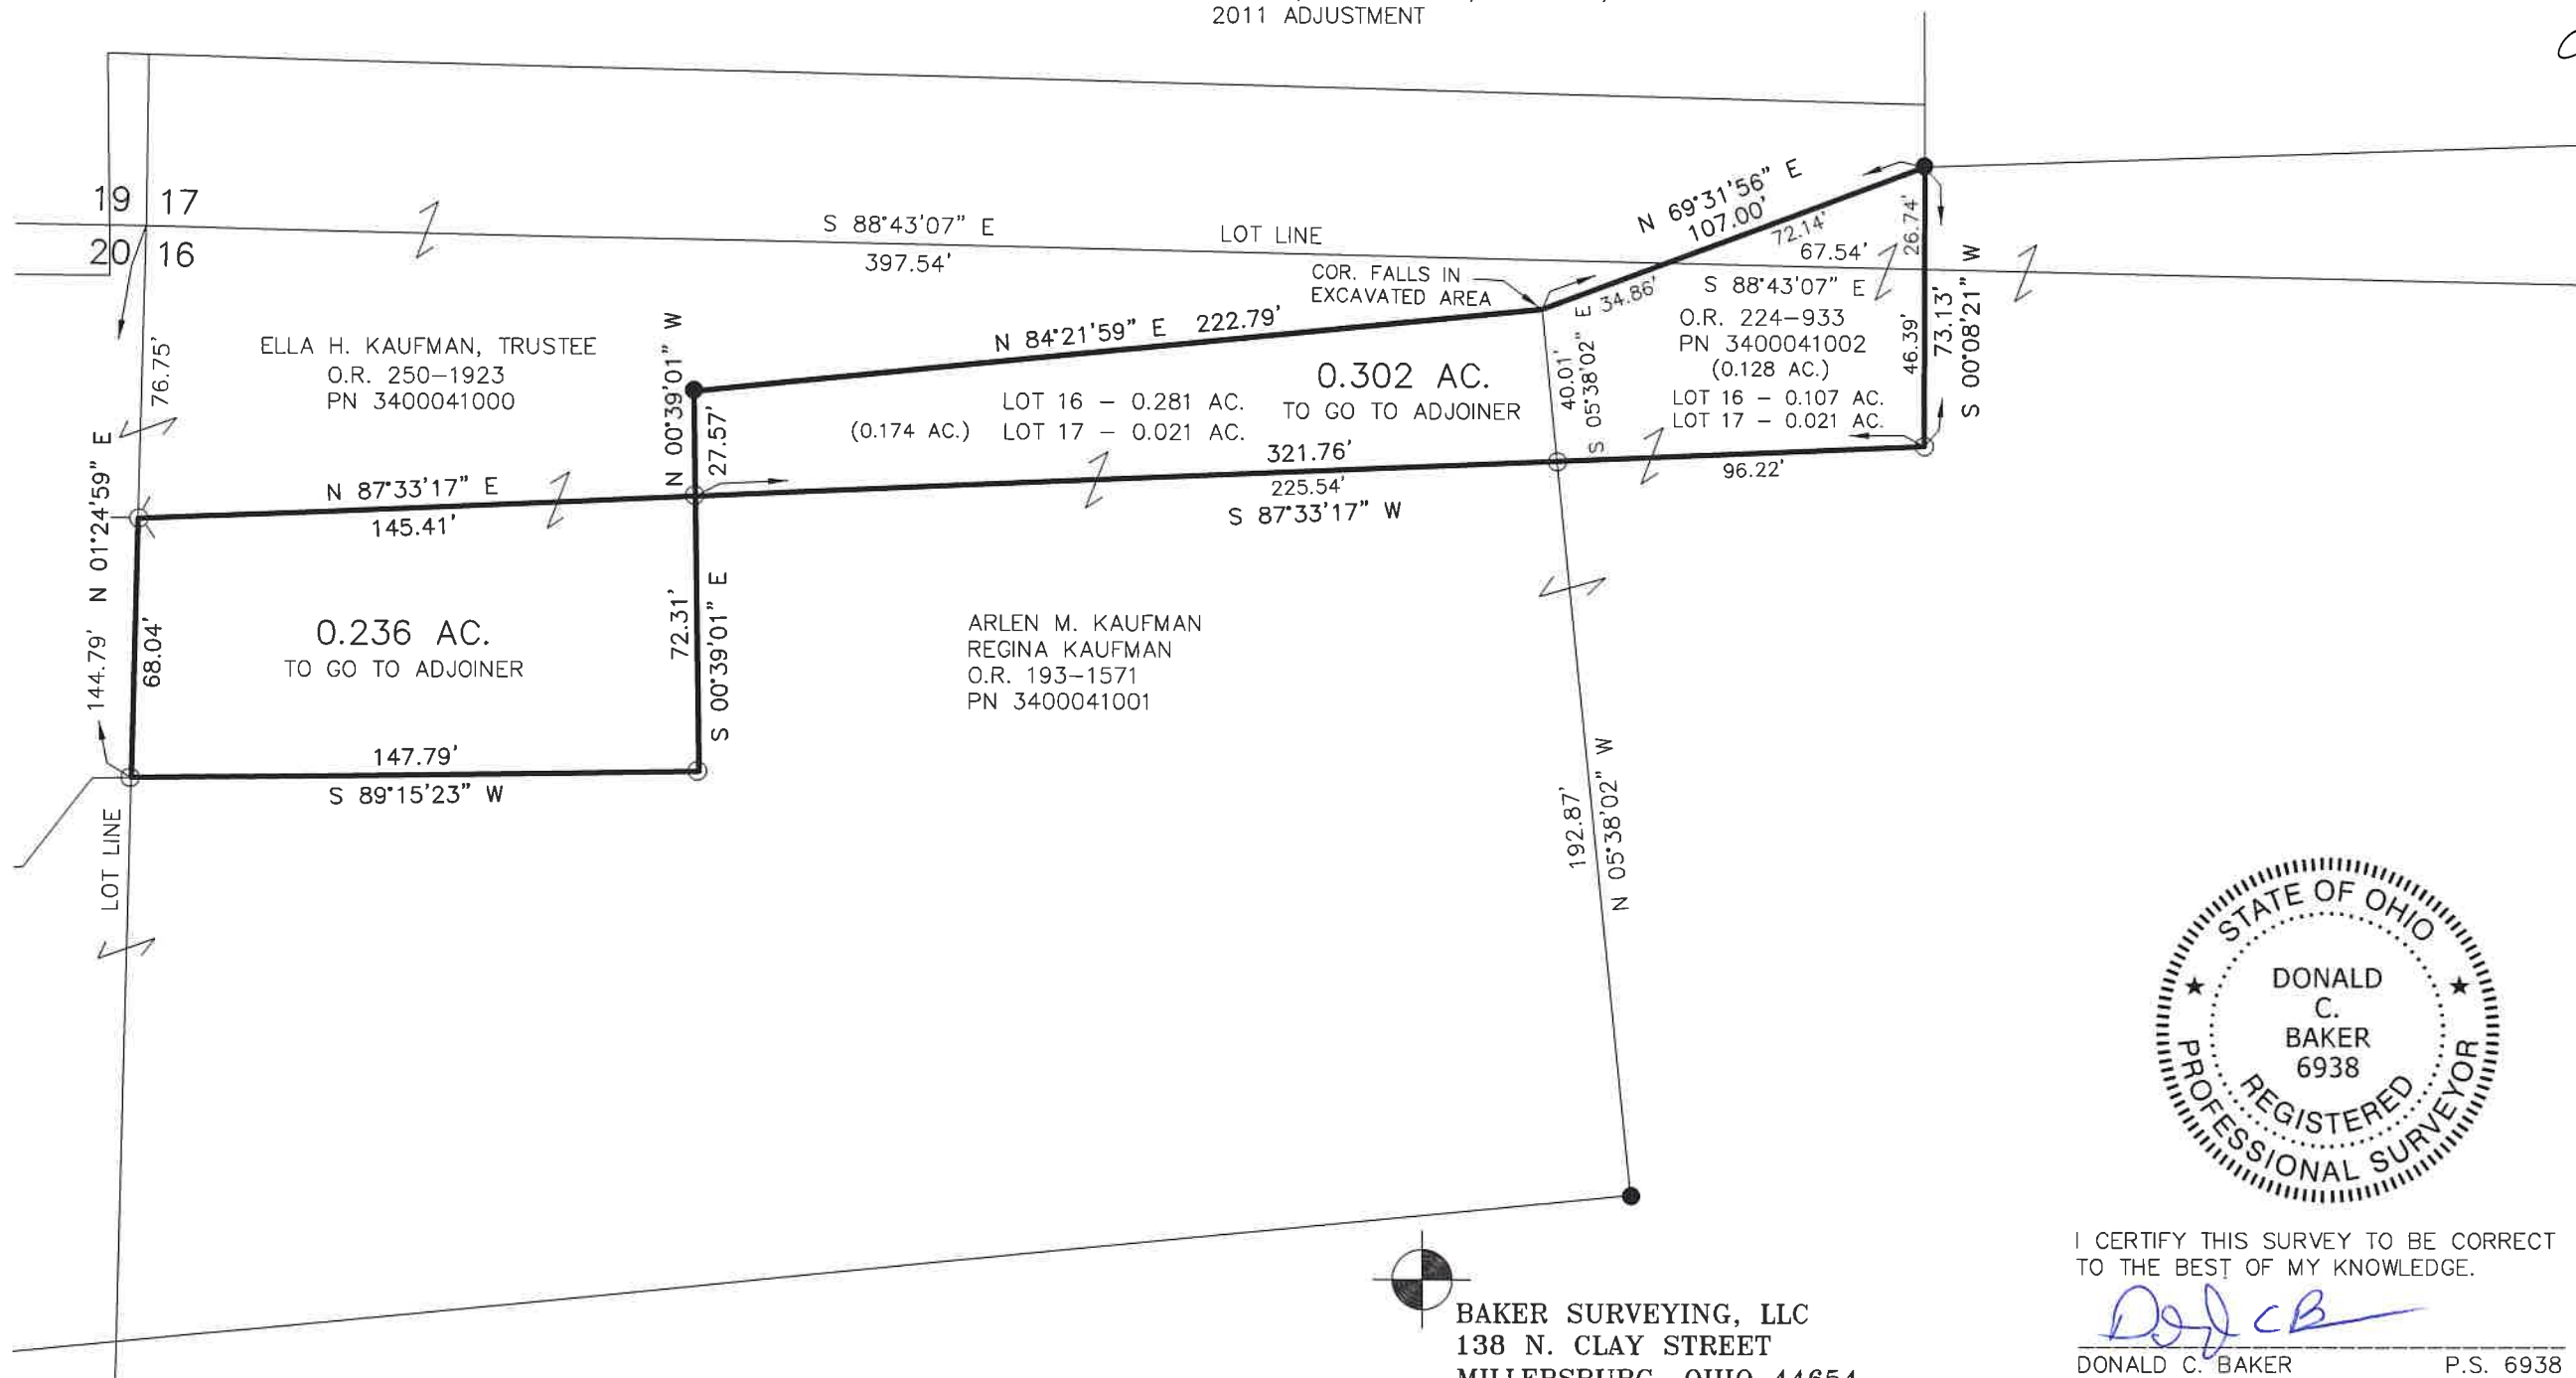 2011 ADJUSTMENT
19 17
20 16
S 88°43'07" E
397.54'
LOT LINE
N 69°31'56" E
107.00'
72.14'
34.86'
67.54'
S 88°43'07" E
26.74'
46.39'
73.13'
S 00°08'21" W
COR. FALLS IN
EXCAVATED AREA
O.R. 224-933
PN 3400041002
(0.128 AC.)
LOT 16 - 0.107 AC.
LOT 17 - 0.021 AC.
76.75'
ELLA H. KAUFMAN, TRUSTEE
O.R. 250-1923
PN 3400041000
N 00°39'01" W
27.57'
N 84°21'59" E 222.79'
0.302 AC.
TO GO TO ADJOINER
LOT 16 - 0.281 AC.
(0.174 AC.) LOT 17 - 0.021 AC.
40.01'
S 05°38'02" E
321.76'
225.54'
S 87°33'17" W
96.22'
N 87°33'17" E
145.41'
144.79' N 01°24'59" E
68.04'
0.236 AC.
TO GO TO ADJOINER
72.31'
S 00°39'01" E
147.79'
S 89°15'23" W
LOT LINE
ARLEN M. KAUFMAN
REGINA KAUFMAN
O.R. 193-1571
PN 3400041001
192.87'
N 05°38'02" W
STATE OF OHIO
DONALD
C.
BAKER
6938
REGISTERED
PROFESSIONAL SURVEYOR
I CERTIFY THIS SURVEY TO BE CORRECT
TO THE BEST OF MY KNOWLEDGE.
DONALD C. BAKER P.S. 6938
BAKER SURVEYING, LLC
138 N. CLAY STREET
MILLERSBURG, OHIO 44654